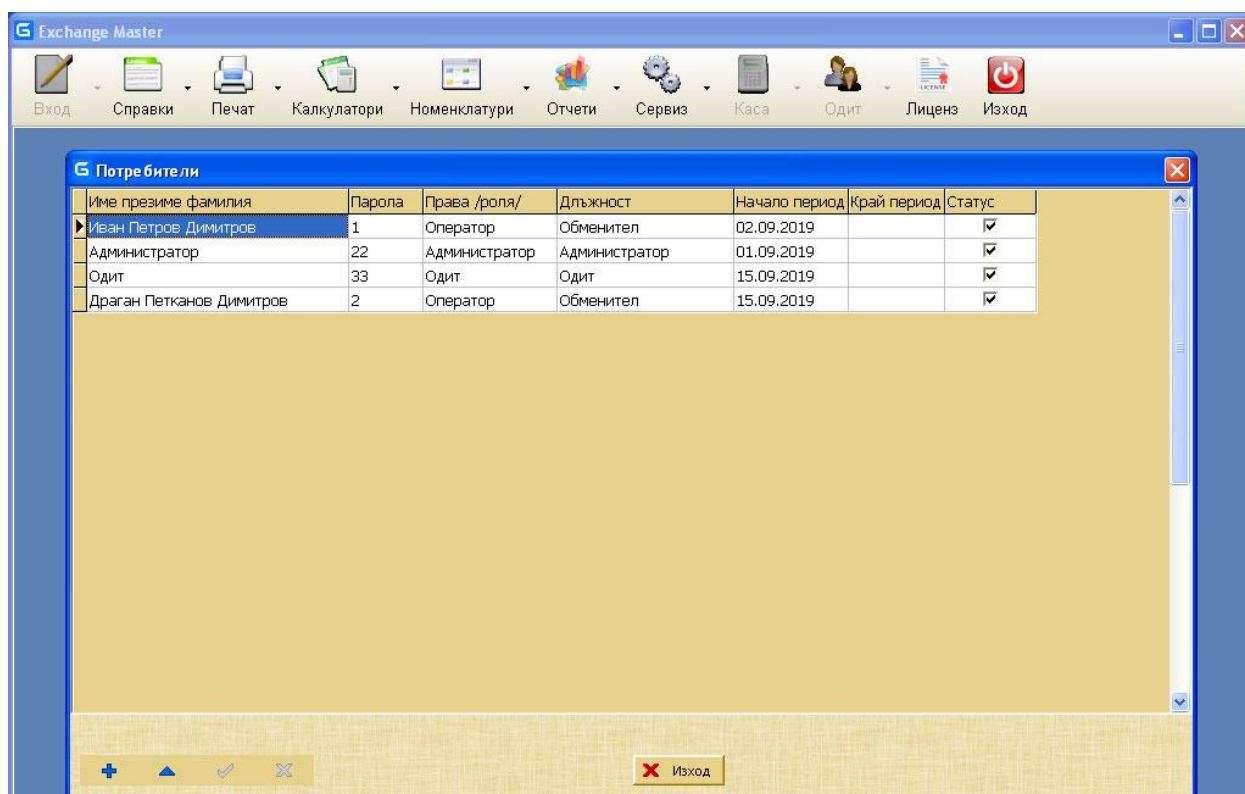 Exchange Master
Вход Справки Печат Калкулатори Номенклатури Отчети Сервиз Каса Одит Лиценз Изход
Потребители
Име презиме фамилия Парола Права /роля/ Длъжност Начало период Край период Статус
Иван Петров Димитров 1 Оператор Обменител 02.09.2019
Администратор 22 Администратор Администратор 01.09.2019
Одит 33 Одит Одит 15.09.2019
Драган Петканов Димитров 2 Оператор Обменител 15.09.2019
Изход